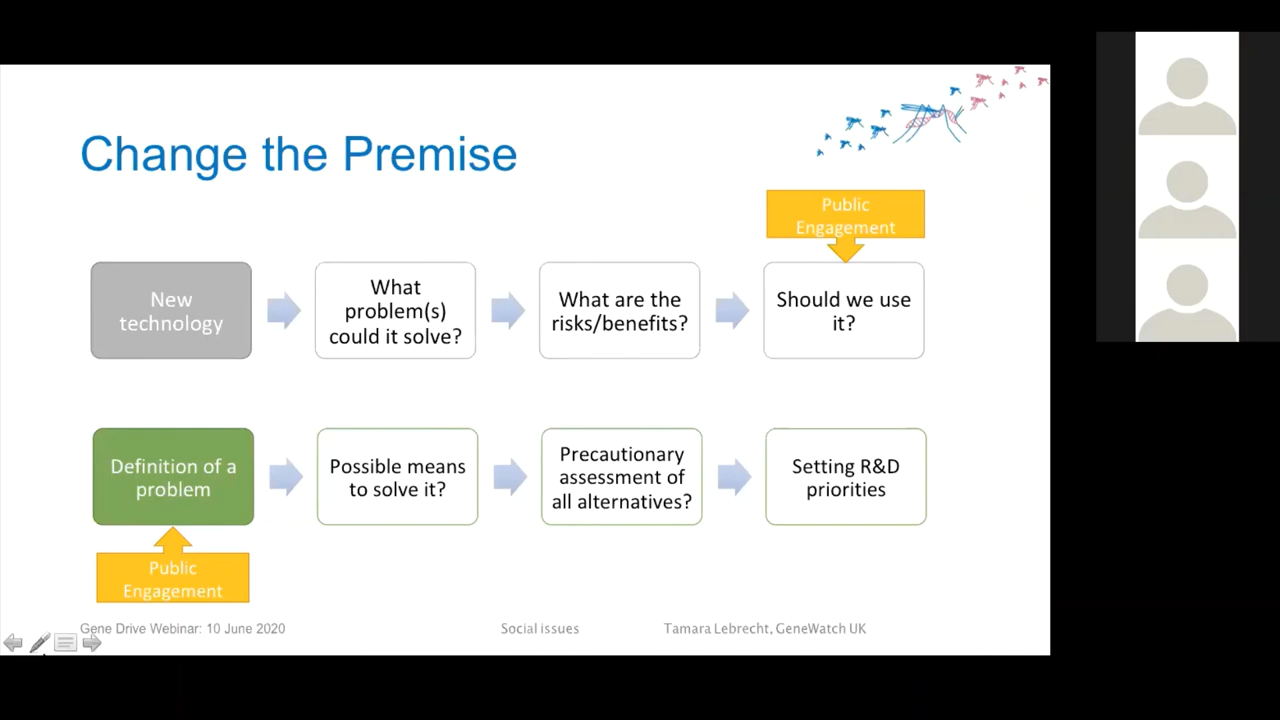 Change the Premise
Public
Engagement
New
technology
What
problem(s)
could it solve?
What are the
risks/benefits?
Should we use
it?
Definition of a
problem
Possible means
to solve it?
Precautionary
assessment of
all alternatives?
Setting R&D
priorities
Public
Engagement
Gene Drive Webinar: 10 June 2020
Social issues
Tamara Lebrecht, GeneWatch UK